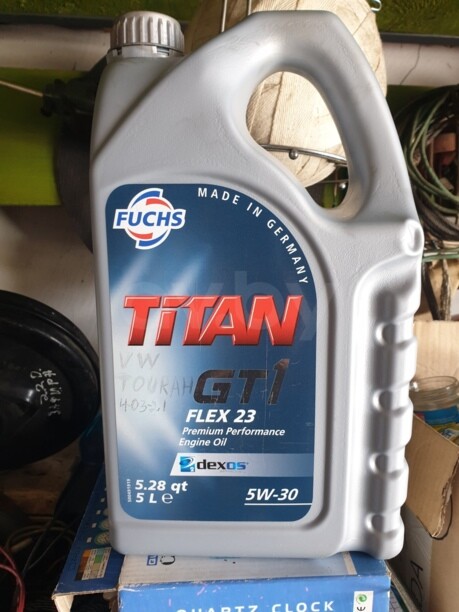 FUCHS
MADE IN GERMANY
TiTAN
VW
GT1
FLEX 23
Premium Performance
Engine Oil
dexos
2
5.28 qt
5 L e
5W-30
QUARTZ CLOCK